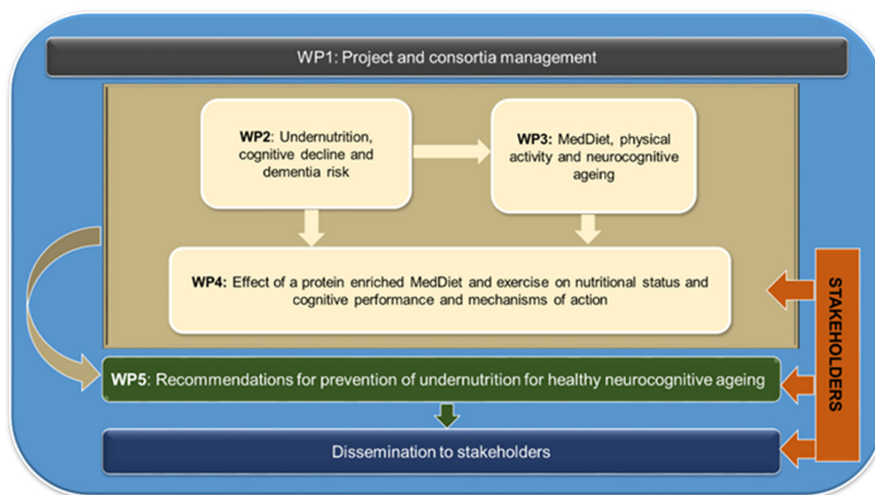 WP1: Project and consortia management
WP2: Undernutrition,
cognitive decline and
dementia risk
WP3: MedDiet, physical
activity and neurocognitive
ageing
WP4: Effect of a protein enriched MedDiet and exercise on nutritional status and
cognitive performance and mechanisms of action
STAKEHOLDERS
WP5: Recommendations for prevention of undernutrition for healthy neurocognitive ageing
Dissemination to stakeholders